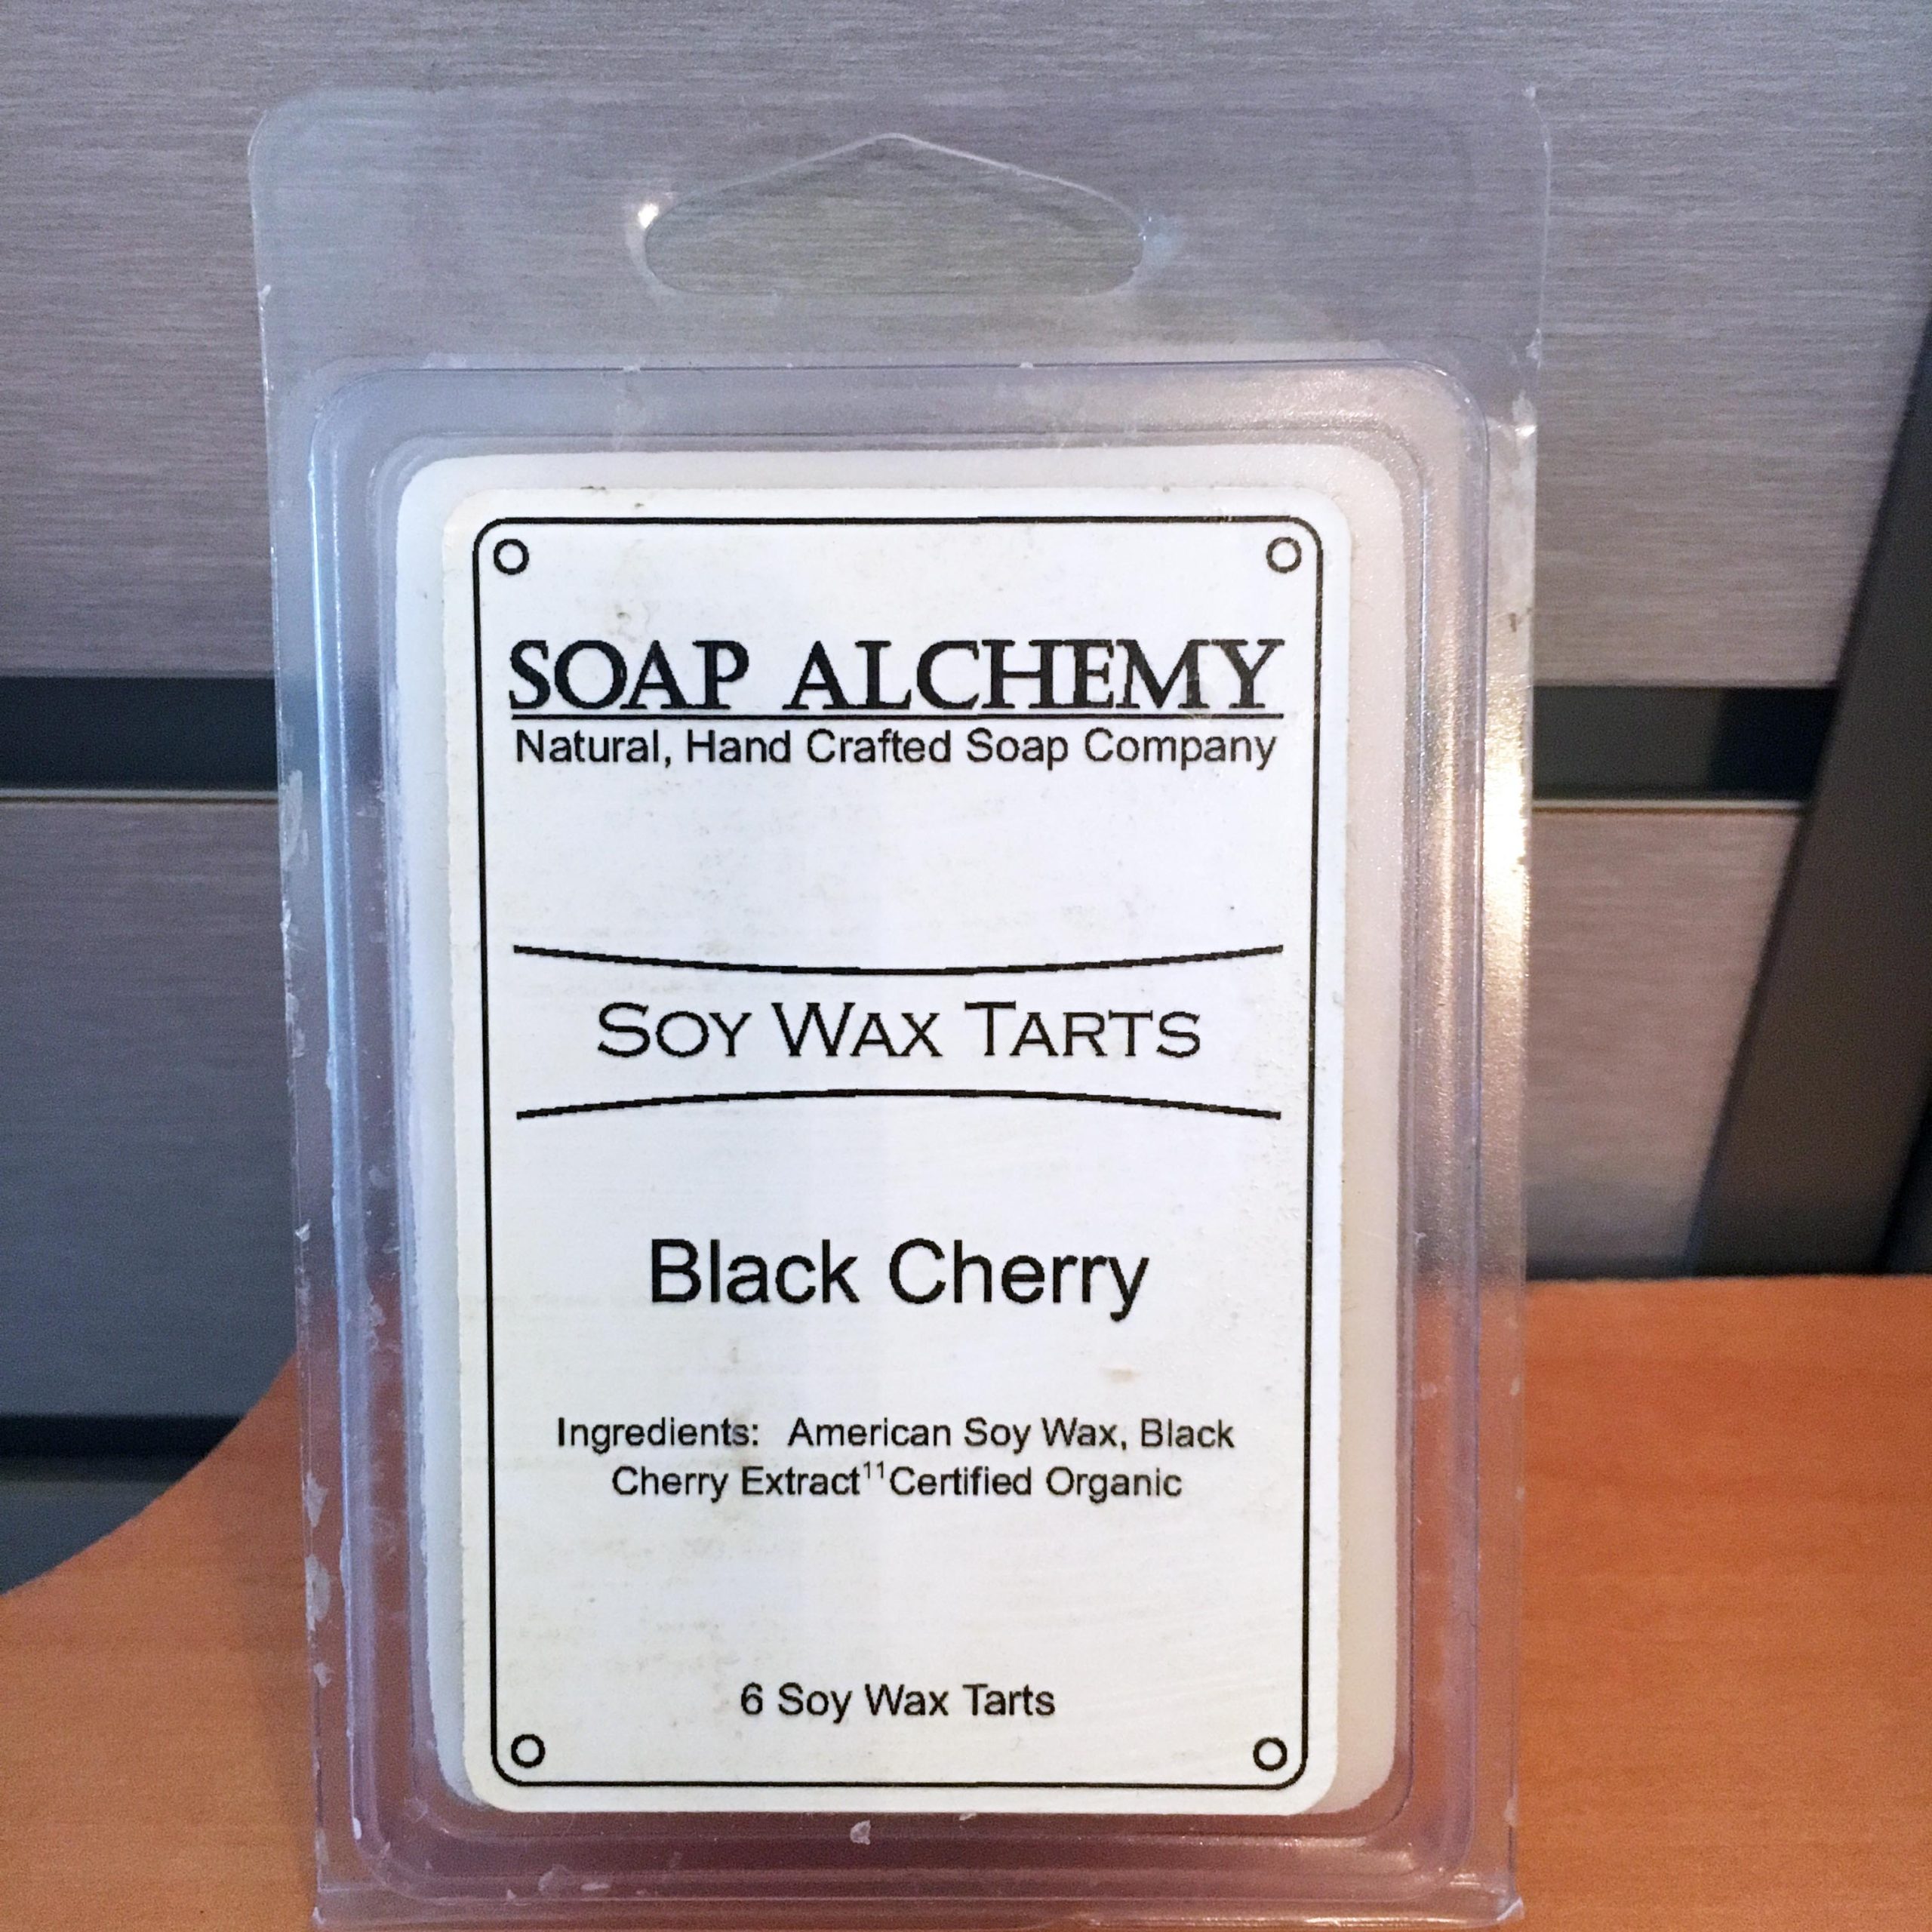 SOAP ALCHEMY
Natural, Hand Crafted Soap Company
SOY WAX TARTS
Black Cherry
Ingredients: American Soy Wax, Black
Cherry Extract¹¹Certified Organic
6 Soy Wax Tarts